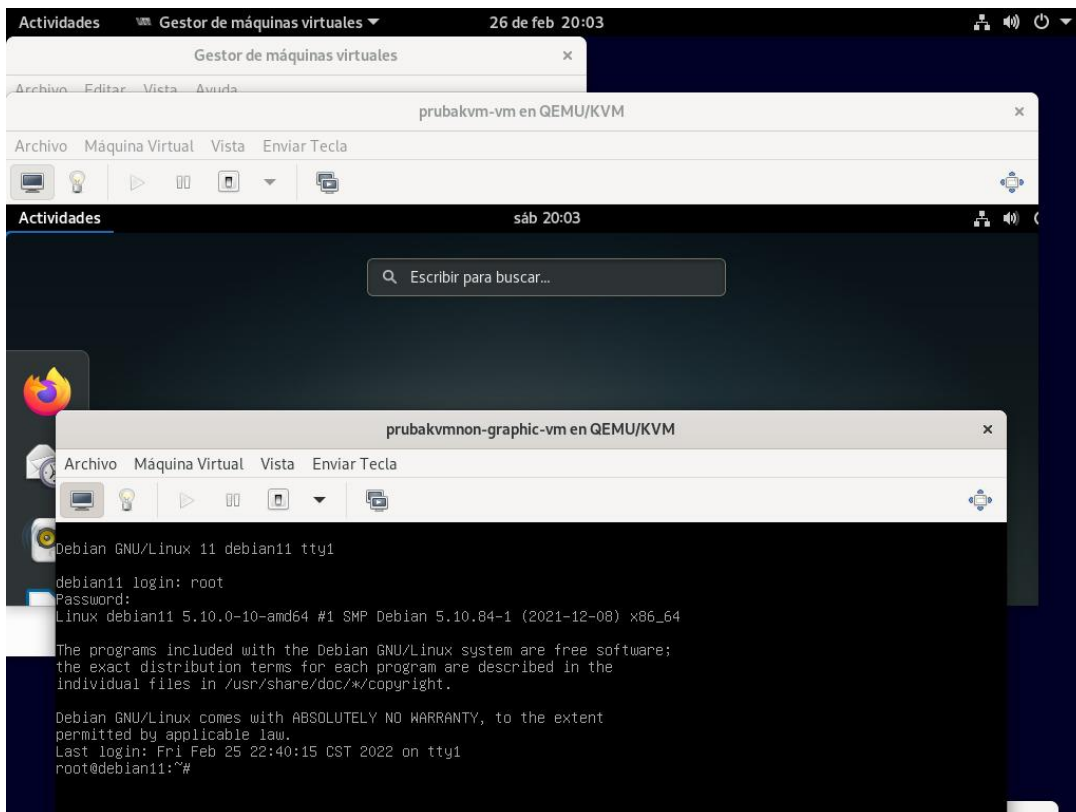 Actividades Gestor de máquinas virtuales 26 de feb 20:03
Gestor de máquinas virtuales
Archivo Editar Vista Ayuda
prubakvm-vm en QEMU/KVM
Archivo Máquina Virtual Vista Enviar Tecla
Actividades sáb 20:03
Escribir para buscar...
prubakvmnon-graphic-vm en QEMU/KVM
Archivo Máquina Virtual Vista Enviar Tecla
Debian GNU/Linux 11 debian11 tty1
debian11 login: root
Password:
Linux debian11 5.10.0-10-amd64 #1 SMP Debian 5.10.84-1 (2021-12-08) x86_64
The programs included with the Debian GNU/Linux system are free software;
the exact distribution terms for each program are described in the
individual files in /usr/share/doc/*/copyright.
Debian GNU/Linux comes with ABSOLUTELY NO WARRANTY, to the extent
permitted by applicable law.
Last login: Fri Feb 25 22:40:15 CST 2022 on tty1
root@debian11:~#